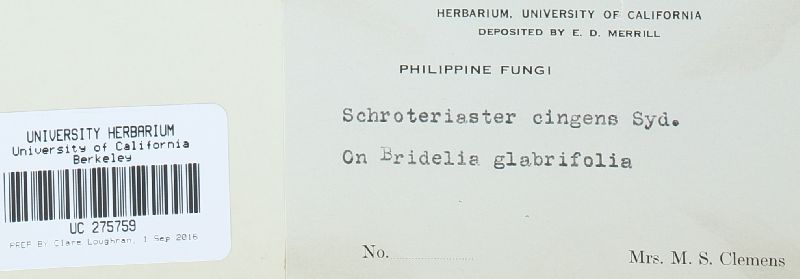 HERBARIUM, UNIVERSITY OF CALIFORNIA
DEPOSITED BY E. D. MERRILL
PHILIPPINE FUNGI
Schroteriaster cingens Syd.
On Bridelia glabrifolia
No.
Mrs. M. S. Clemens
UNIVERSITY HERBARIUM
University of California
Berkeley
UC 275759
PREP By Clare Loughran, 1 Sep 2016